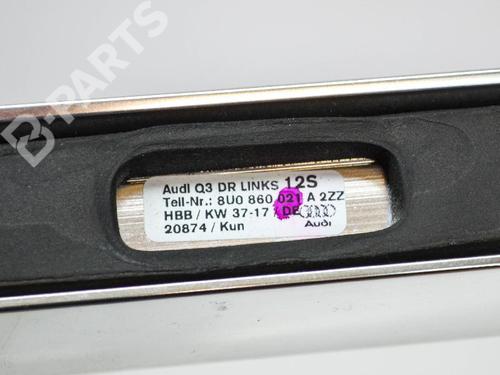 B-PARTS
Audi Q3 DR LINKS 12S
Teil-Nr.: 8U0 860 021 A 2ZZ
HBB / KW 37-17 / DE
20874 / Kun Audi